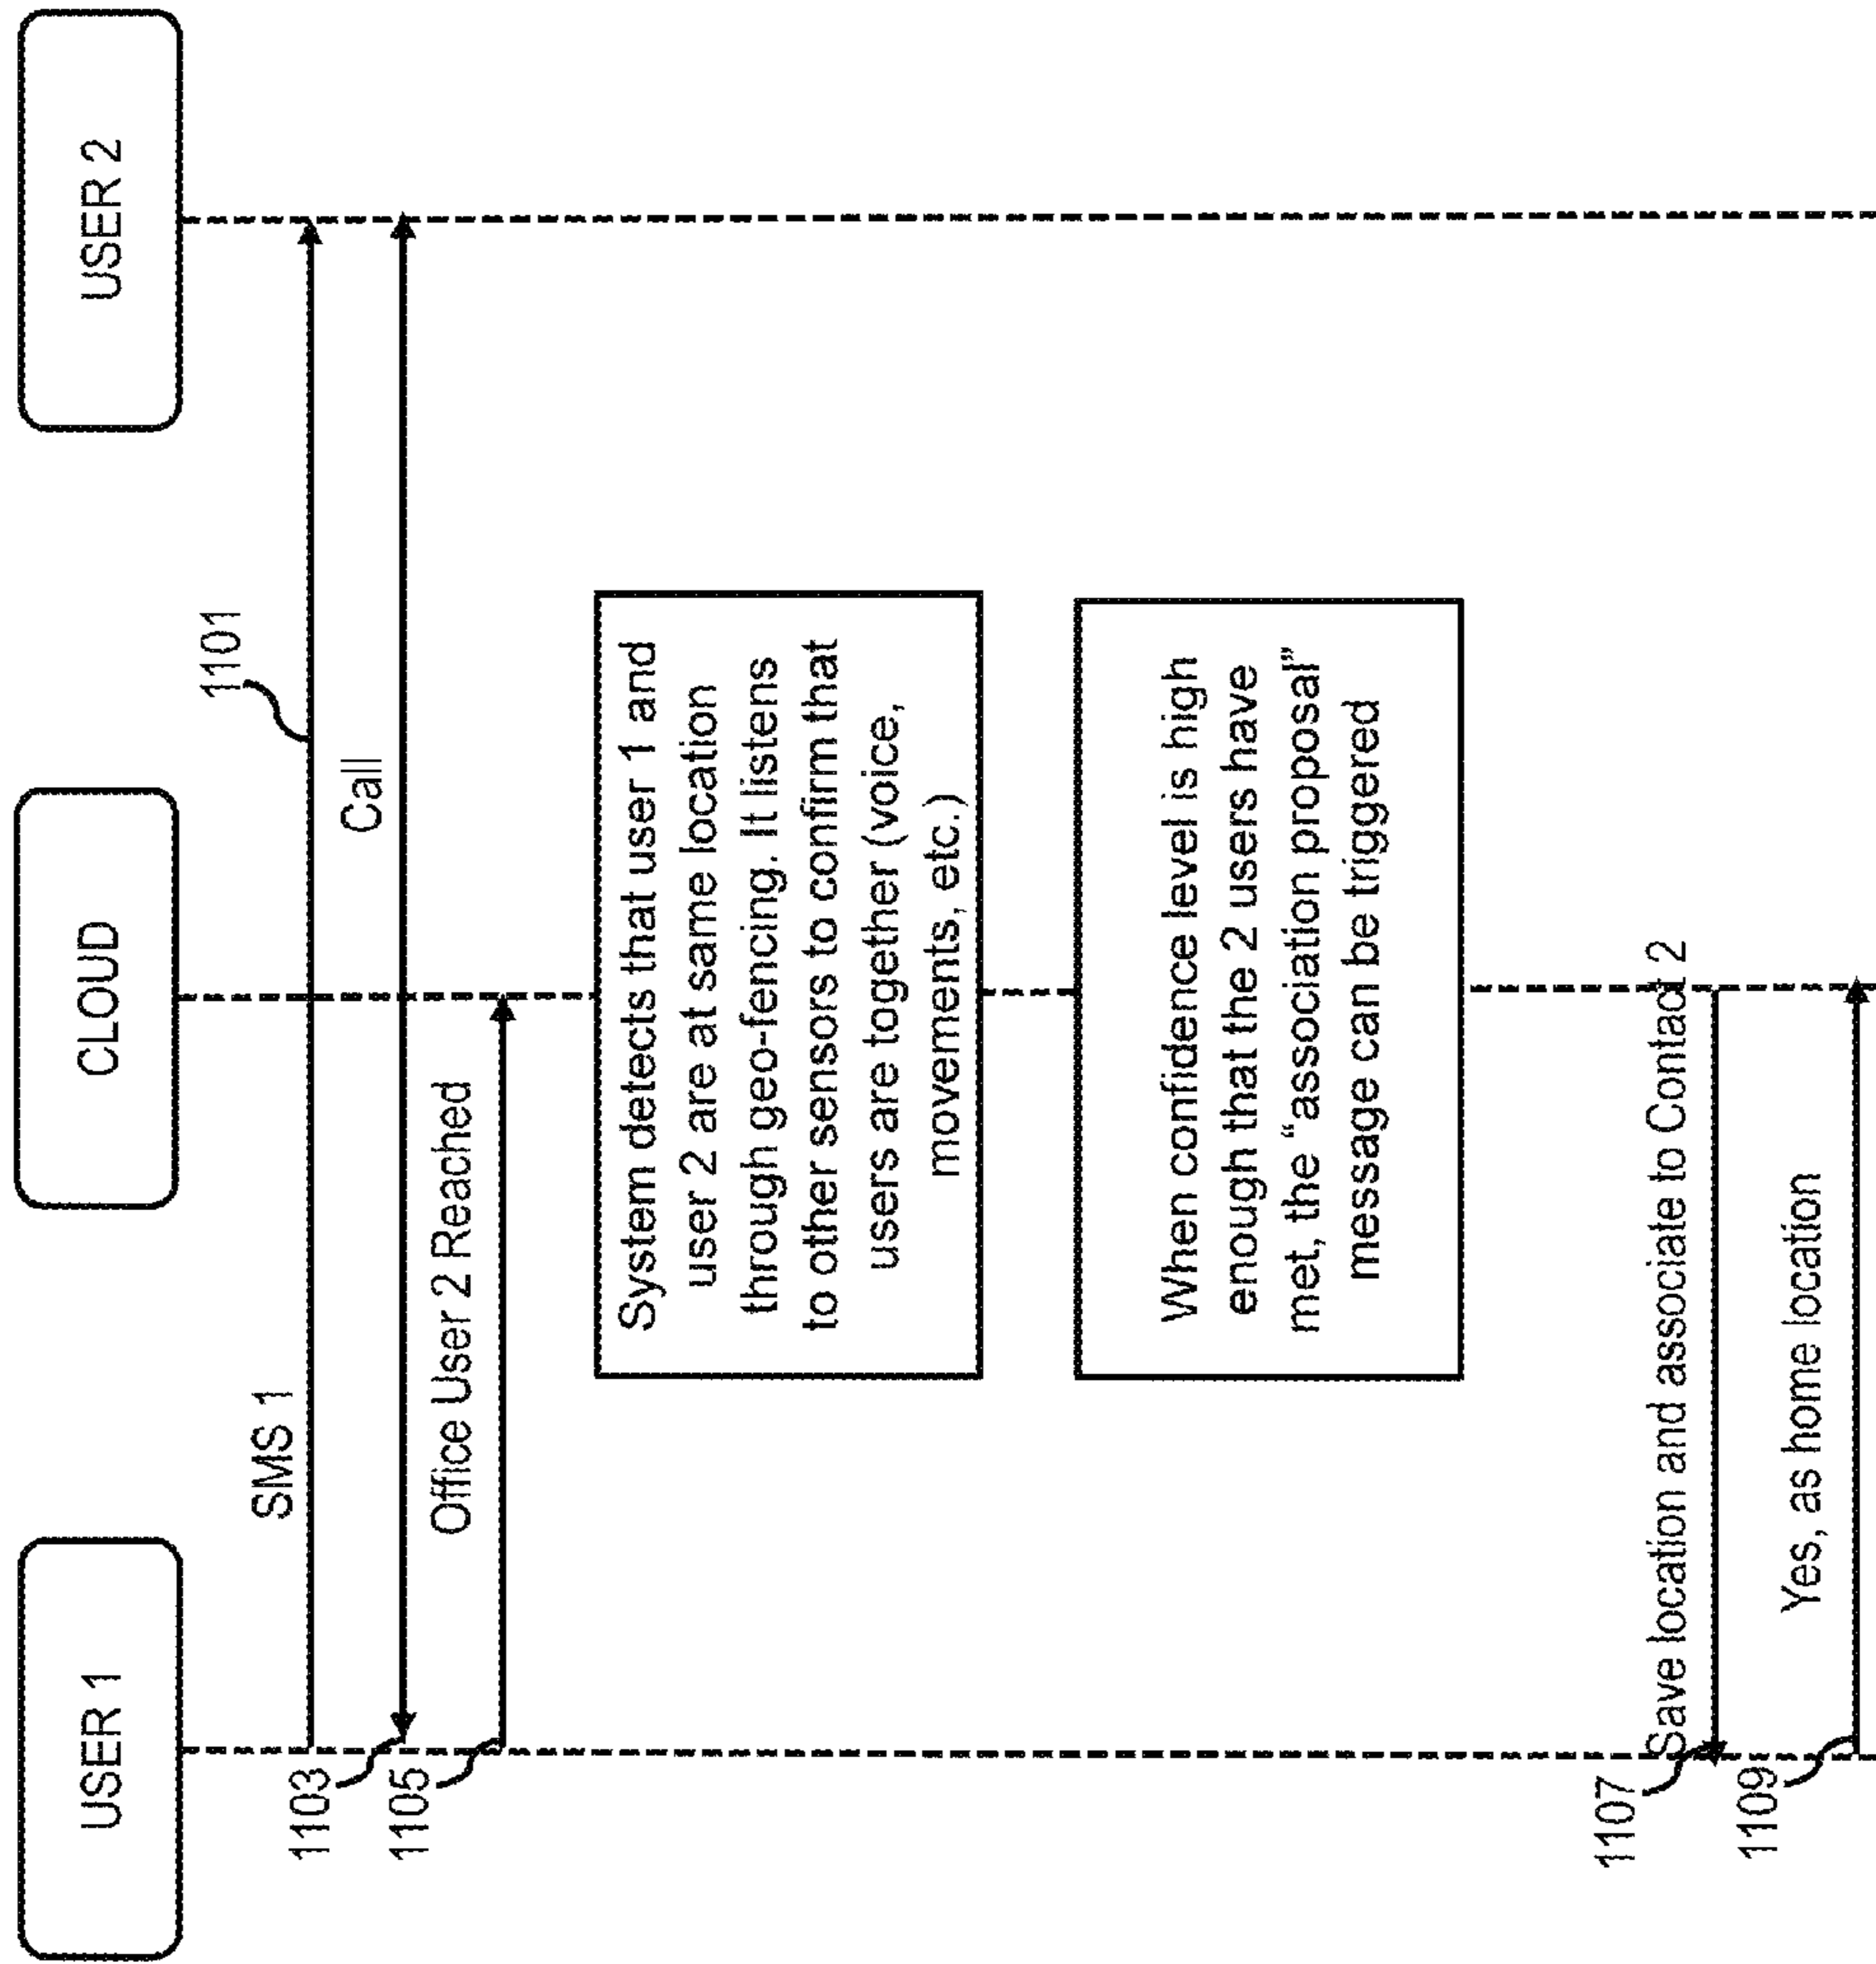 USER 1
CLOUD
USER 2
1101
SMS 1
Call
1103
Office User 2 Reached
1105
System detects that user 1 and
user 2 are at same location
through geo-fencing. It listens
to other sensors to confirm that
users are together (voice,
movements, etc.)
When confidence level is high
enough that the 2 users have
met, the “association proposal”
message can be triggered
Save location and associate to Contact 2
1107
Yes, as home location
1109